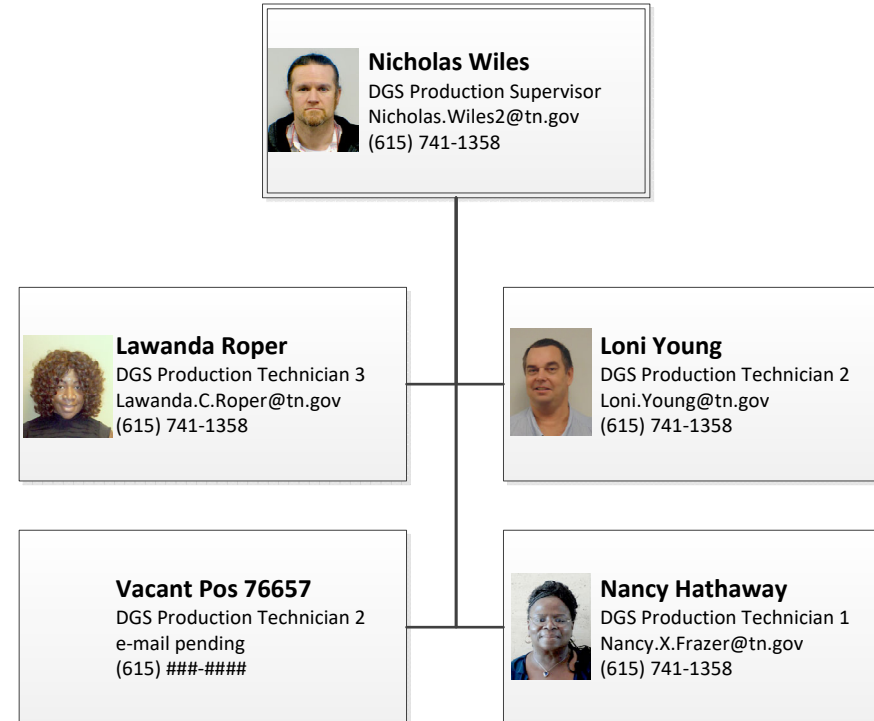 Nicholas Wiles
DGS Production Supervisor
Nicholas.Wiles2@tn.gov
(615) 741-1358
Lawanda Roper
DGS Production Technician 3
Lawanda.C.Roper@tn.gov
(615) 741-1358
Loni Young
DGS Production Technician 2
Loni.Young@tn.gov
(615) 741-1358
Vacant Pos 76657
DGS Production Technician 2
e-mail pending
(615) ###-####
Nancy Hathaway
DGS Production Technician 1
Nancy.X.Frazer@tn.gov
(615) 741-1358